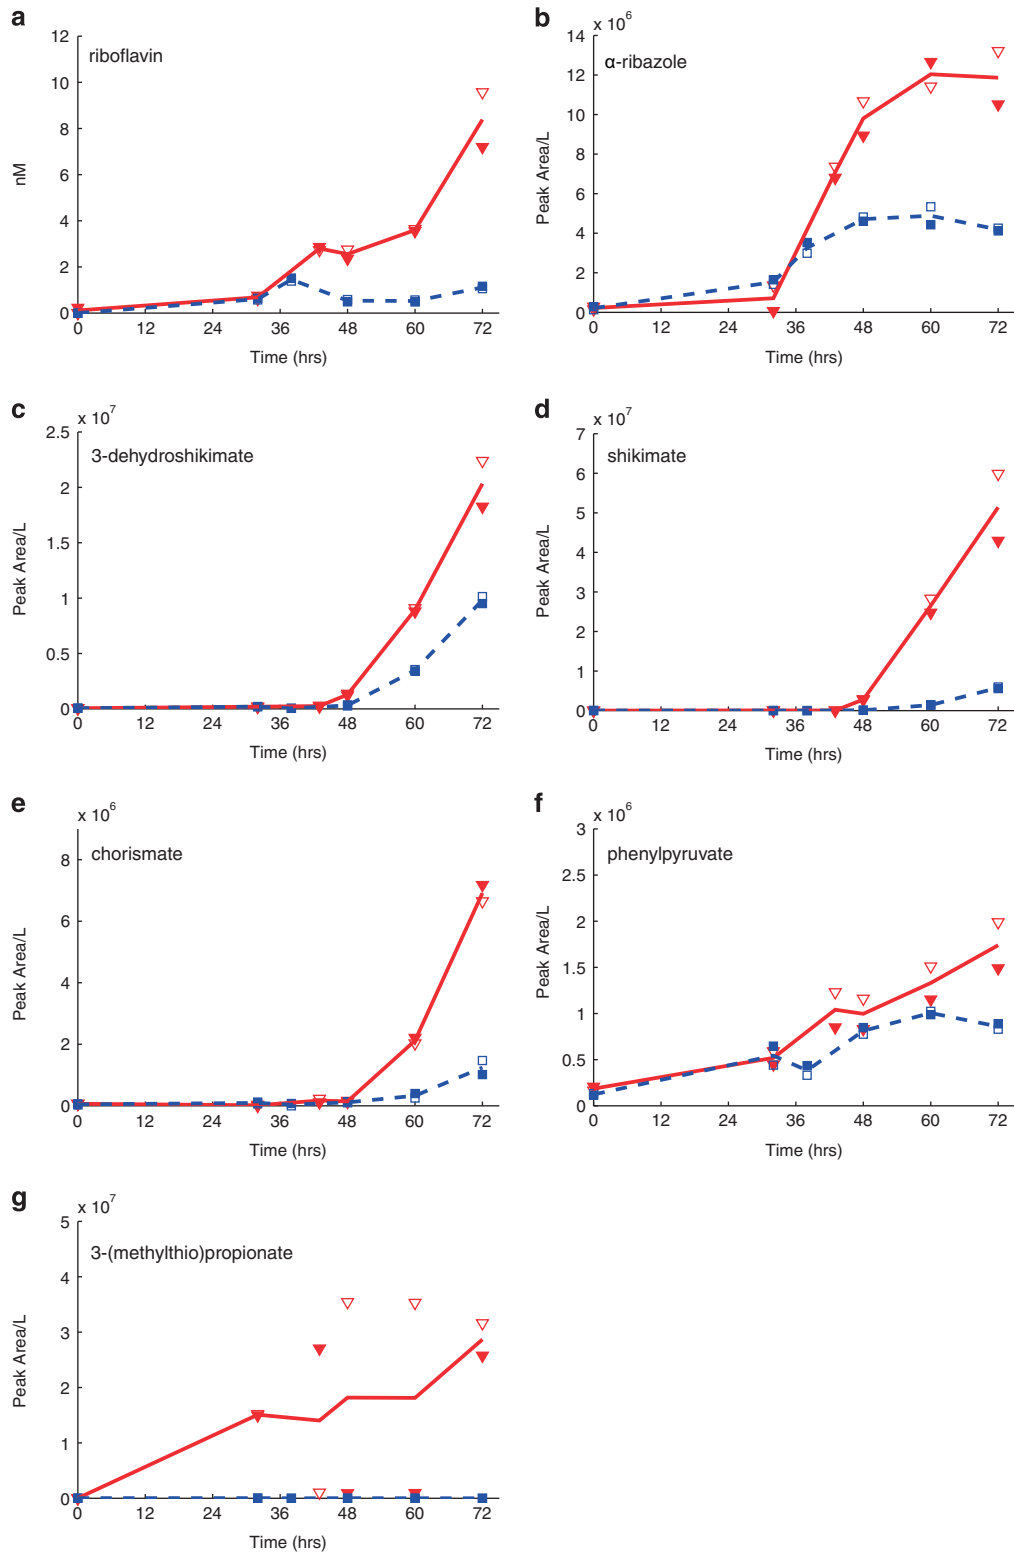 a
riboflavin
12
10
8
6
4
2
0
nM
0 12 24 36 48 60 72
Time (hrs)
b
x 10^6
α-ribazole
14
12
10
8
6
4
2
0
Peak Area/L
0 12 24 36 48 60 72
Time (hrs)
c
x 10^7
3-dehydroshikimate
2.5
2
1.5
1
0.5
0
Peak Area/L
0 12 24 36 48 60 72
Time (hrs)
d
x 10^7
shikimate
7
6
5
4
3
2
1
0
Peak Area/L
0 12 24 36 48 60 72
Time (hrs)
e
x 10^6
chorismate
8
6
4
2
0
Peak Area/L
0 12 24 36 48 60 72
Time (hrs)
f
x 10^6
phenylpyruvate
3
2.5
2
1.5
1
0.5
0
Peak Area/L
0 12 24 36 48 60 72
Time (hrs)
g
x 10^7
3-(methylthio)propionate
5
4
3
2
1
0
Peak Area/L
0 12 24 36 48 60 72
Time (hrs)